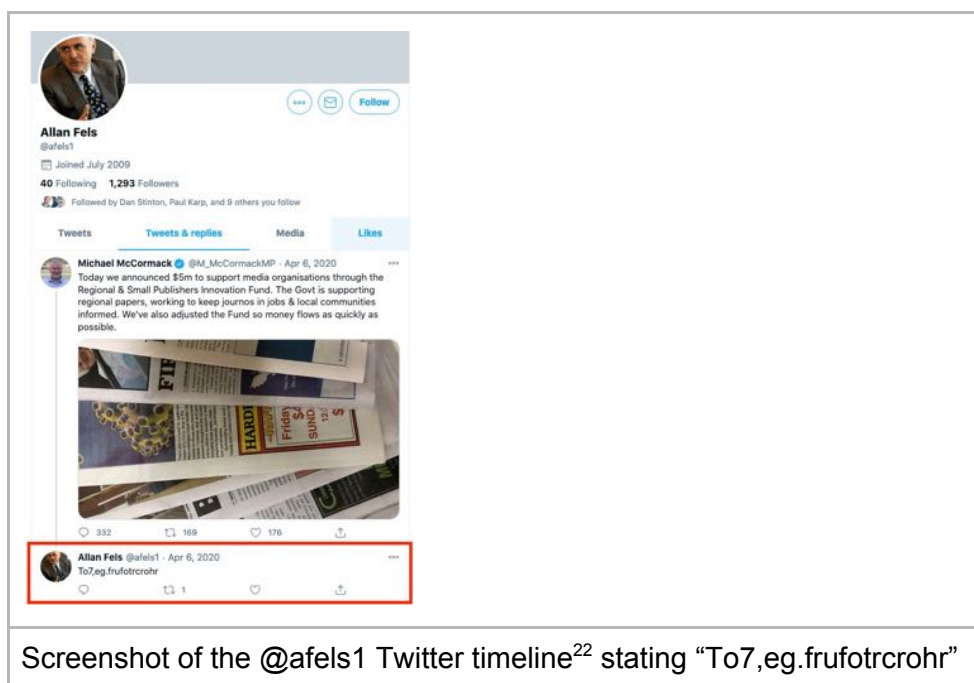 Follow
Allan Fels
@afels1
Joined July 2009
40 Following 1,293 Followers
Followed by Dan Stinton, Paul Karp, and 9 others you follow
Tweets Tweets & replies Media Likes
Michael McCormack @M_McCormackMP · Apr 6, 2020
Today we announced $5m to support media organisations through the
Regional & Small Publishers Innovation Fund. The Govt is supporting
regional papers, working to keep journos in jobs & local communities
informed. We've also adjusted the Fund so money flows as quickly as
possible.
FIF
HARDI
Friday
SUND
332 169 176
Allan Fels @afels1 · Apr 6, 2020
To7,eg.frufotrcrohr
1
Screenshot of the @afels1 Twitter timeline22 stating “To7,eg.frufotrcrohr”